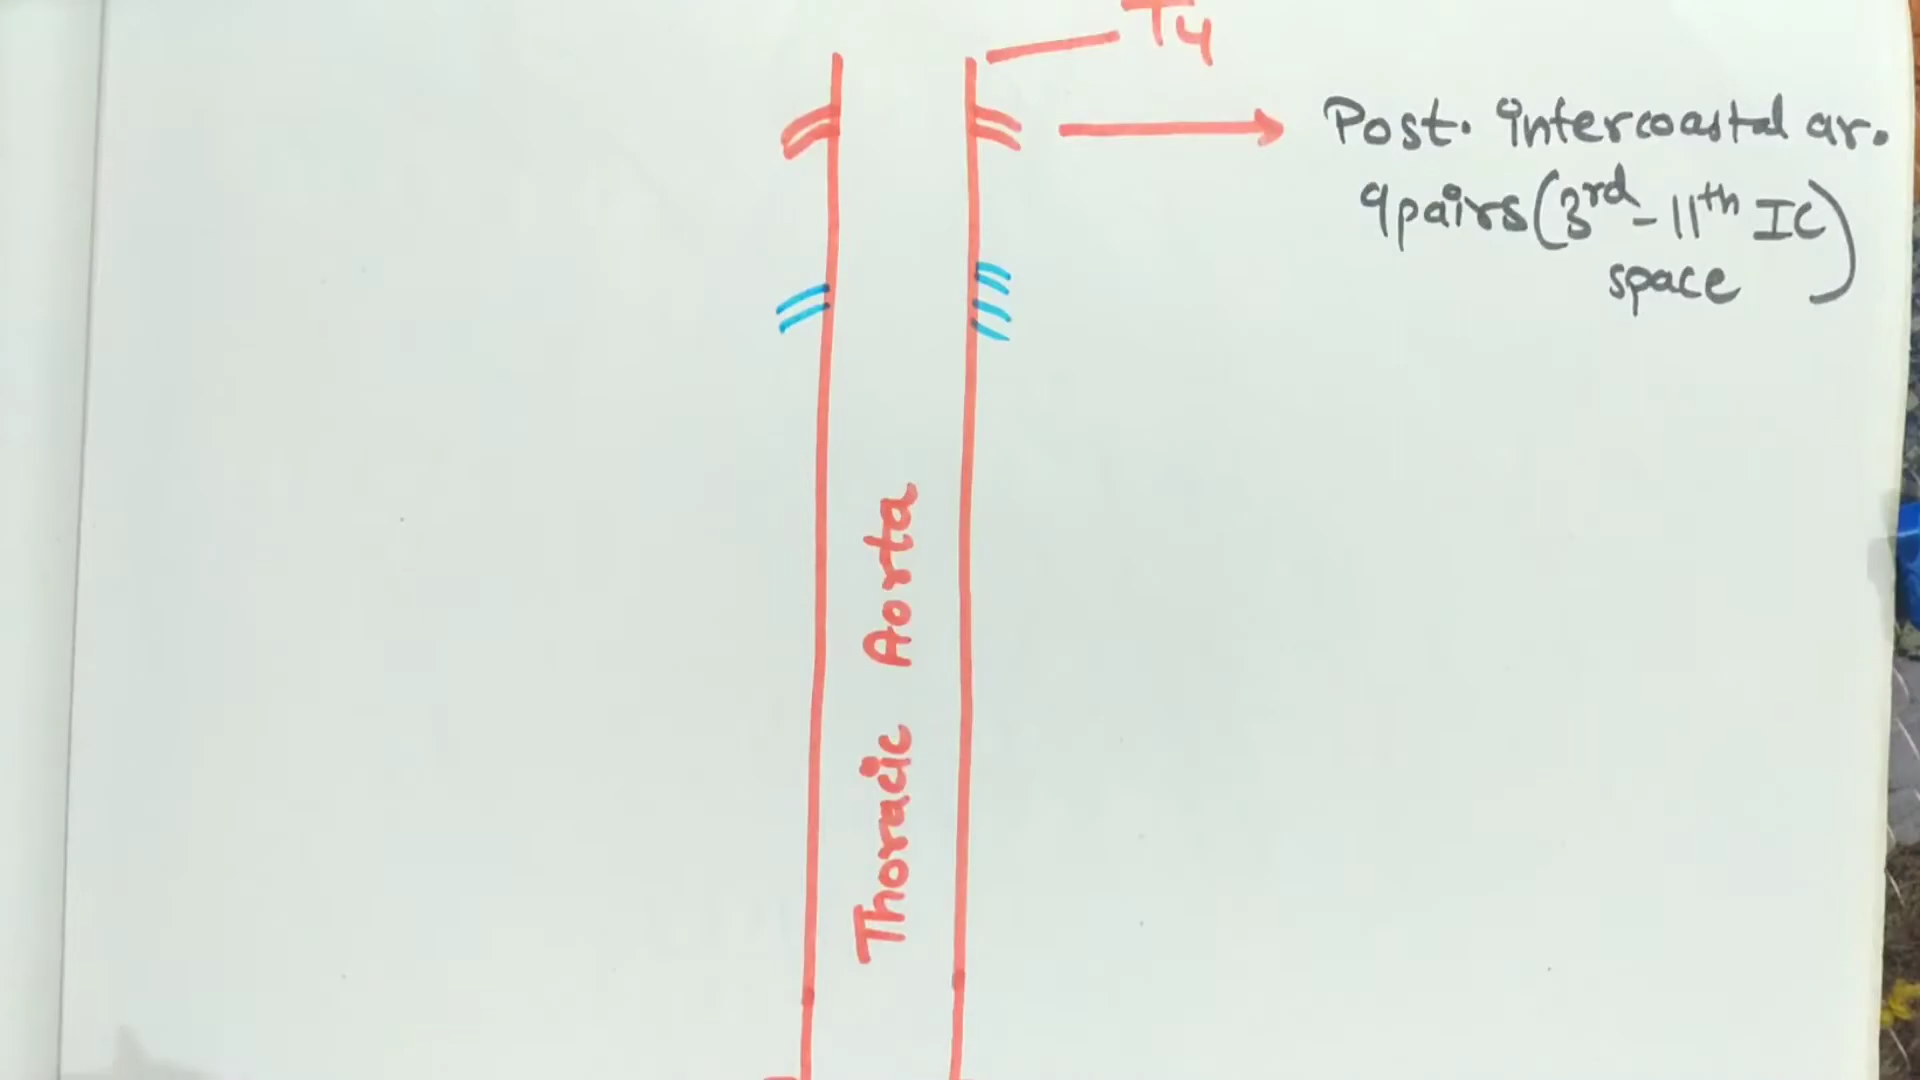 T4
Post. intercoastal ar.
9pairs (3rd - 11th IC
space)
Thoracic Aorta